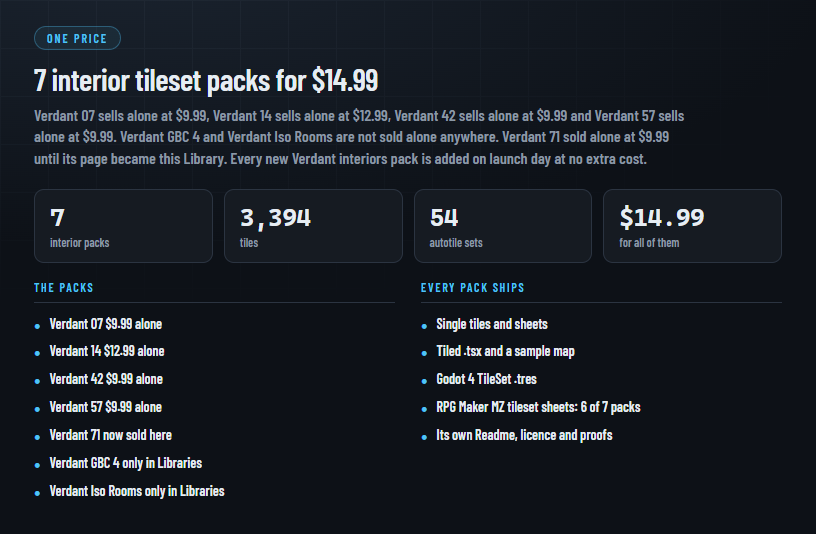 ONE PRICE
7 interior tileset packs for $14.99
Verdant 07 sells alone at $9.99, Verdant 14 sells alone at $12.99, Verdant 42 sells at $9.99 and Verdant 57 sells
alone at $9.99. Verdant GBC 4 and Verdant Iso Rooms are not sold alone anywhere. Verdant 71 sold alone at $9.99
until its page became this Library. Every new Verdant interiors pack is added on launch day at no extra cost.
7
interior packs
3,394
tiles
54
autotile sets
$14.99
for all of them
THE PACKS
Verdant 07 $9.99 alone
Verdant 14 $12.99 alone
Verdant 42 $9.99 alone
Verdant 57 $9.99 alone
Verdant 71 now sold here
Verdant GBC 4 only in Libraries
Verdant Iso Rooms only in Libraries
EVERY PACK SHIPS
Single tiles and sheets
Tiled .tsx and a sample map
Godot 4 TileSet .tres
RPG Maker MZ tileset sheets: 6 of 7 packs
Its own Readme, licence and proofs